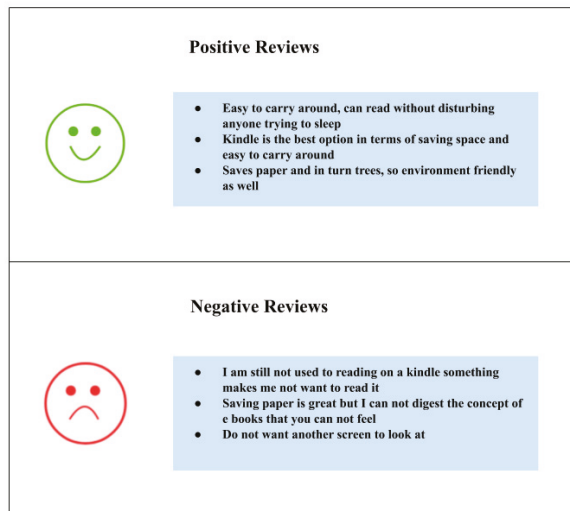 Positive Reviews
● Easy to carry around, can read without disturbing
anyone trying to sleep
● Kindle is the best option in terms of saving space and
easy to carry around
● Saves paper and in turn trees, so environment friendly
as well
Negative Reviews
● I am still not used to reading on a kindle something
makes me not want to read it
● Saving paper is great but I can not digest the concept of
e books that you can not feel
● Do not want another screen to look at